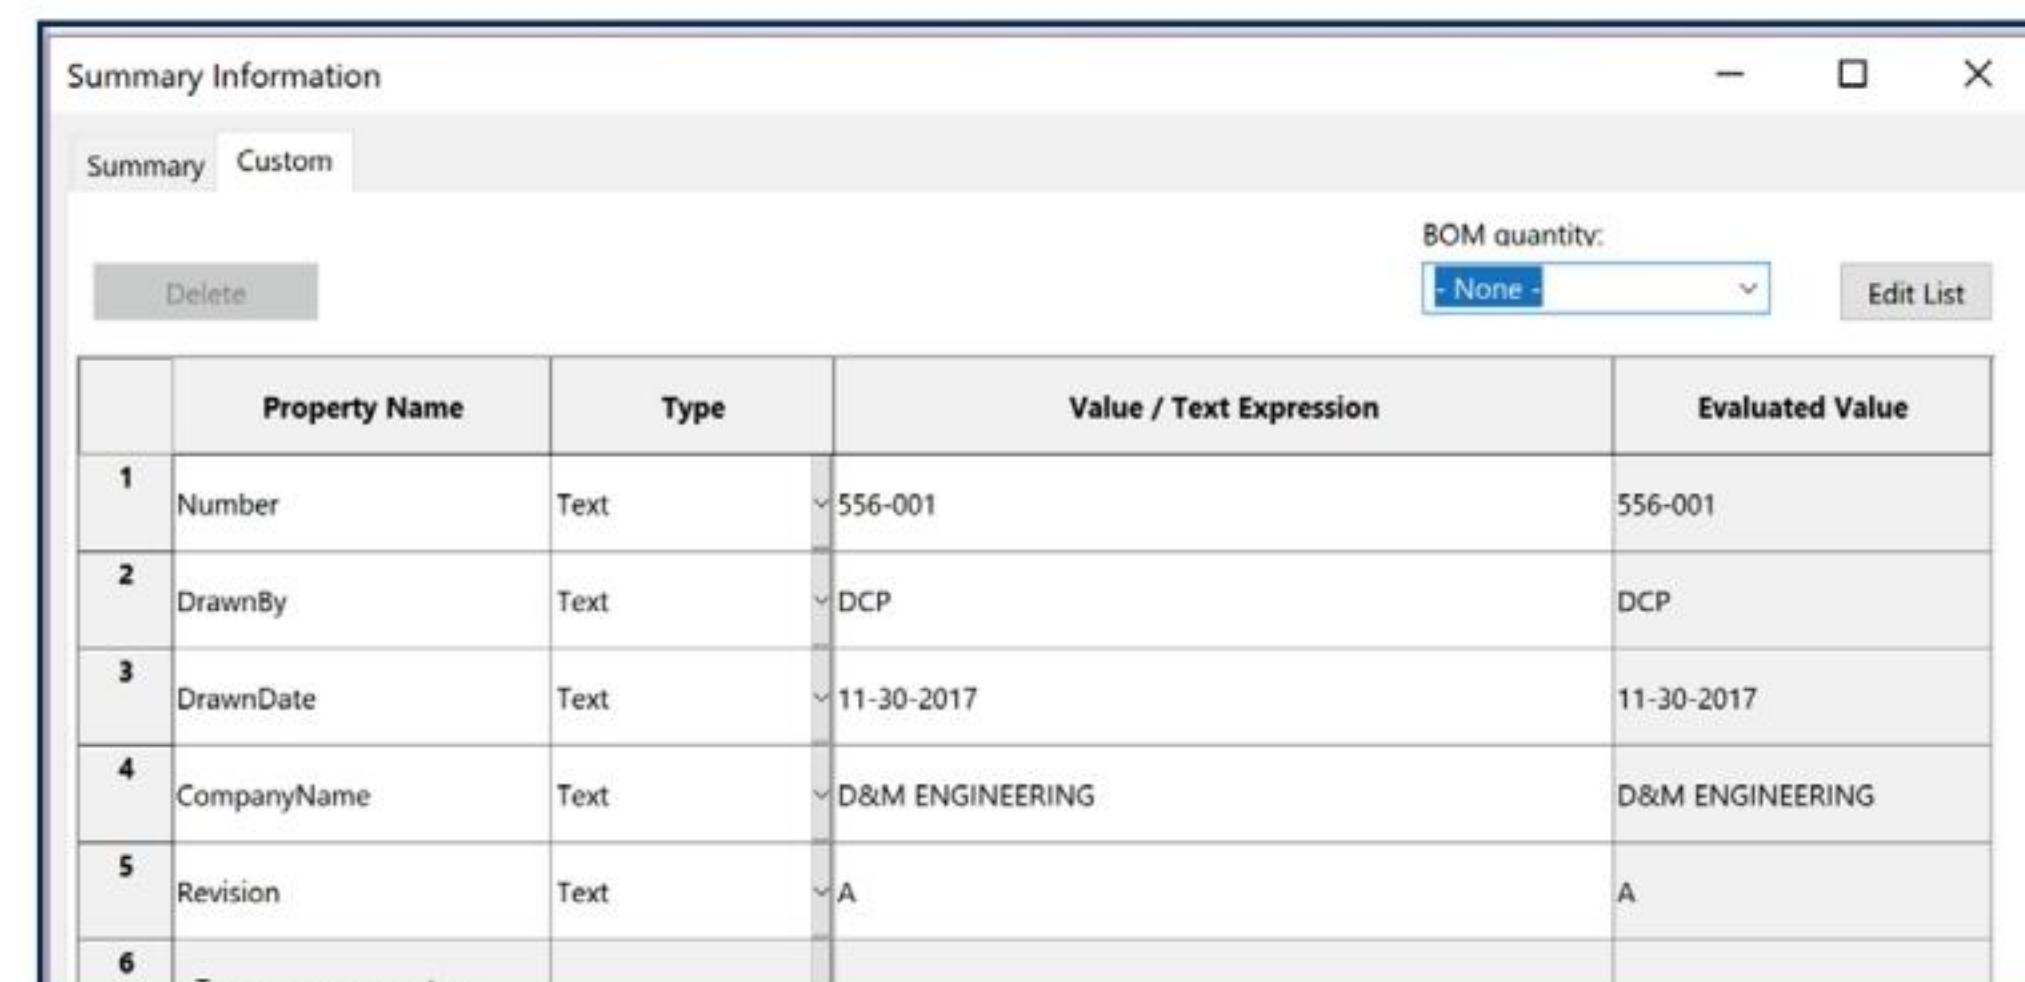 Summary Information
Summary Custom
BOM quantity:
Delete - None - Edit List
Property Name Type Value / Text Expression Evaluated Value
1 Number Text 556-001 556-001
2 DrawnBy Text DCP DCP
3 DrawnDate Text 11-30-2017 11-30-2017
4 CompanyName Text D&M ENGINEERING D&M ENGINEERING
5 Revision Text A A
6